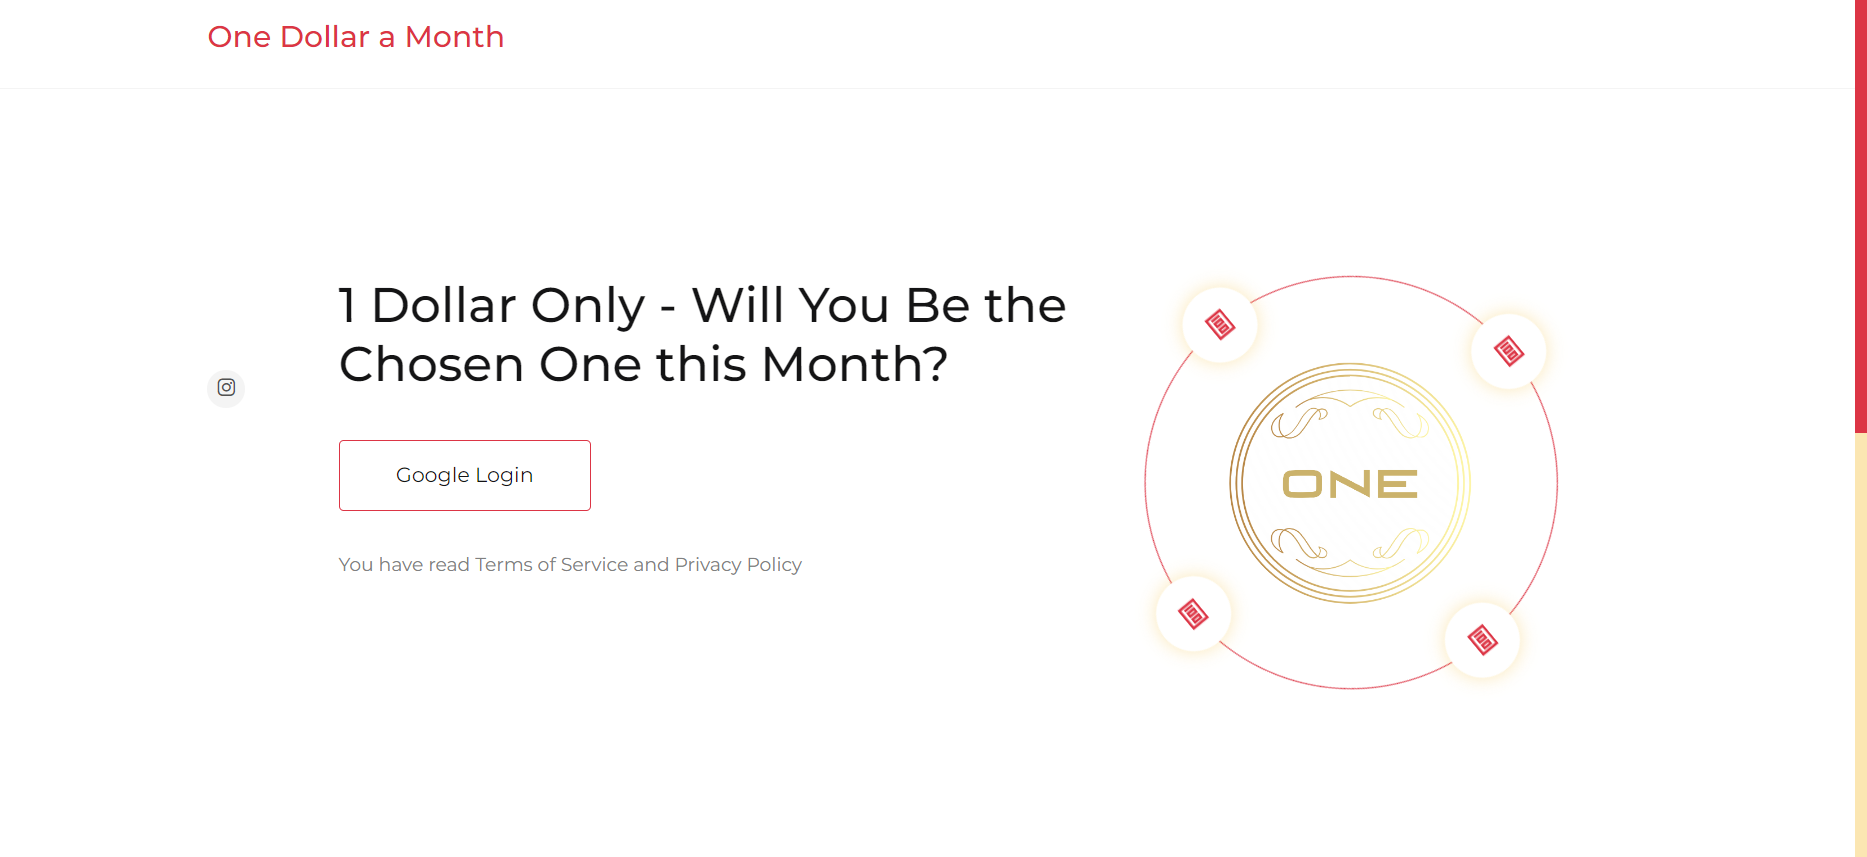 One Dollar a Month
1 Dollar Only - Will You Be the
Chosen One this Month?
Google Login
You have read Terms of Service and Privacy Policy
ONE